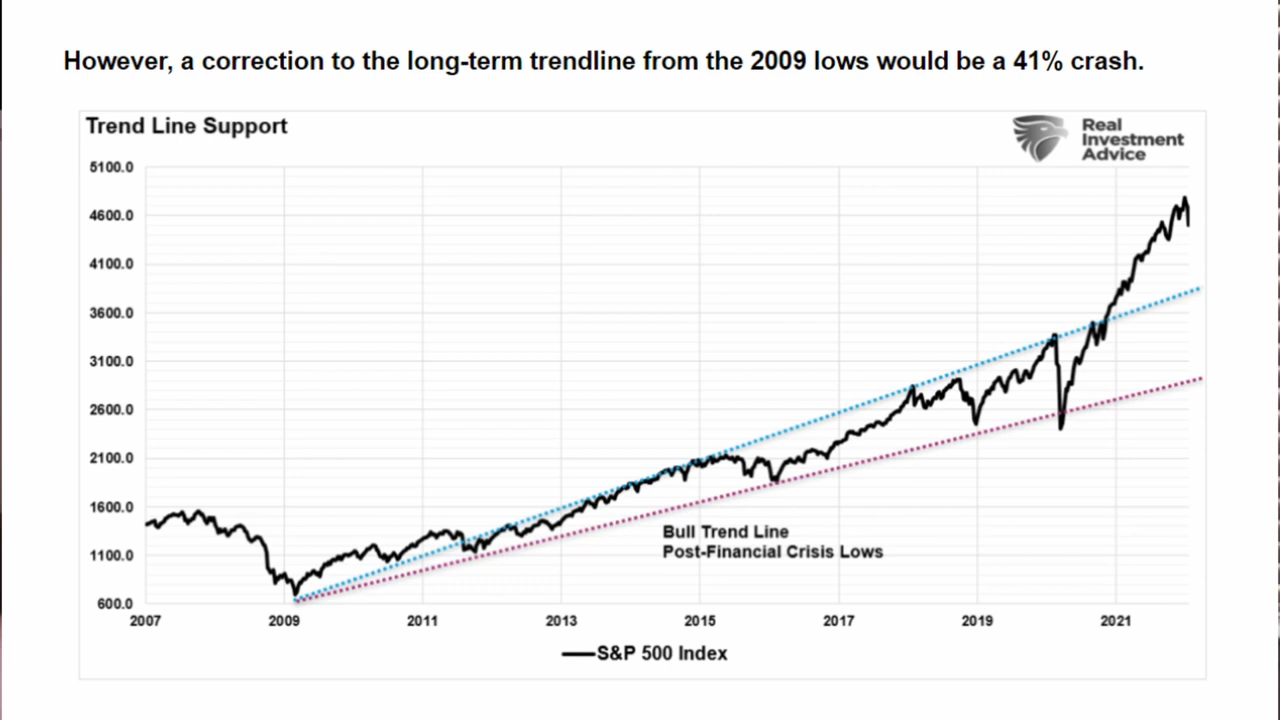 However, a correction to the long-term trendline from the 2009 lows would be a 41% crash.
Trend Line Support
Real
Investment
Advice
5100.0
4600.0
4100.0
3600.0
3100.0
2600.0
2100.0
1600.0
1100.0
600.0
Bull Trend Line
Post-Financial Crisis Lows
2007 2009 2011 2013 2015 2017 2019 2021
S&P 500 Index